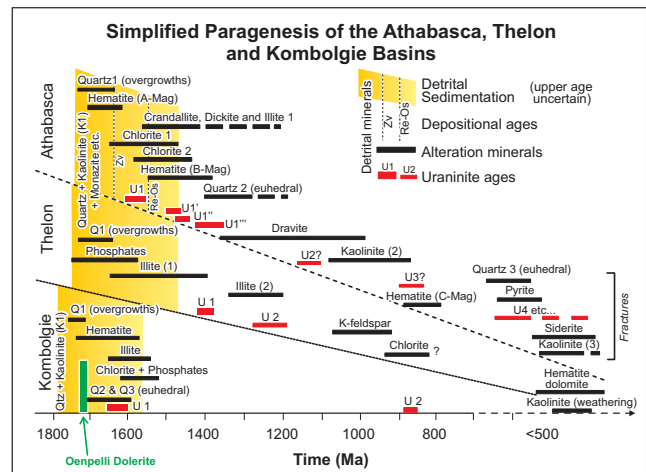 Simplified Paragenesis of the Athabasca, Thelon
and Kombolgie Basins
Athabasca
Thelon
Kombolgie
Quartz1 (overgrowths)
Hematite (A-Mag)
Quartz + Kaolinite (K1)
+ Monazite etc.
Zv
Re-Os
Crandallite, Dickite and Illite 1
Chlorite 1
Chlorite 2
Hematite (B-Mag)
Quartz 2 (euhedral)
U1
U1'
U1"
U1"'
Detrital minerals
Zv
Re-Os
Detrital
Sedimentation
(upper age
uncertain)
Depositional ages
Alteration minerals
U1
U2
Uraninite ages
Q1 (overgrowths)
Phosphates
Illite (1)
Dravite
U2?
Kaolinite (2)
U3?
Hematite (C-Mag)
Illite (2)
U 1
U 2
K-feldspar
Chlorite ?
Quartz 3 (euhedral)
Pyrite
U4 etc...
Siderite
Kaolinite (3)
Fractures
Qtz + Kaolinite (K1)
Q1 (overgrowths)
Hematite
Illite
Chlorite + Phosphates
Q2 & Q3 (euhedral)
U 1
U 2
Hematite
dolomite
Kaolinite (weathering)
1800
1600
1400
1200
1000
800
<500
Oenpelli Dolerite
Time (Ma)